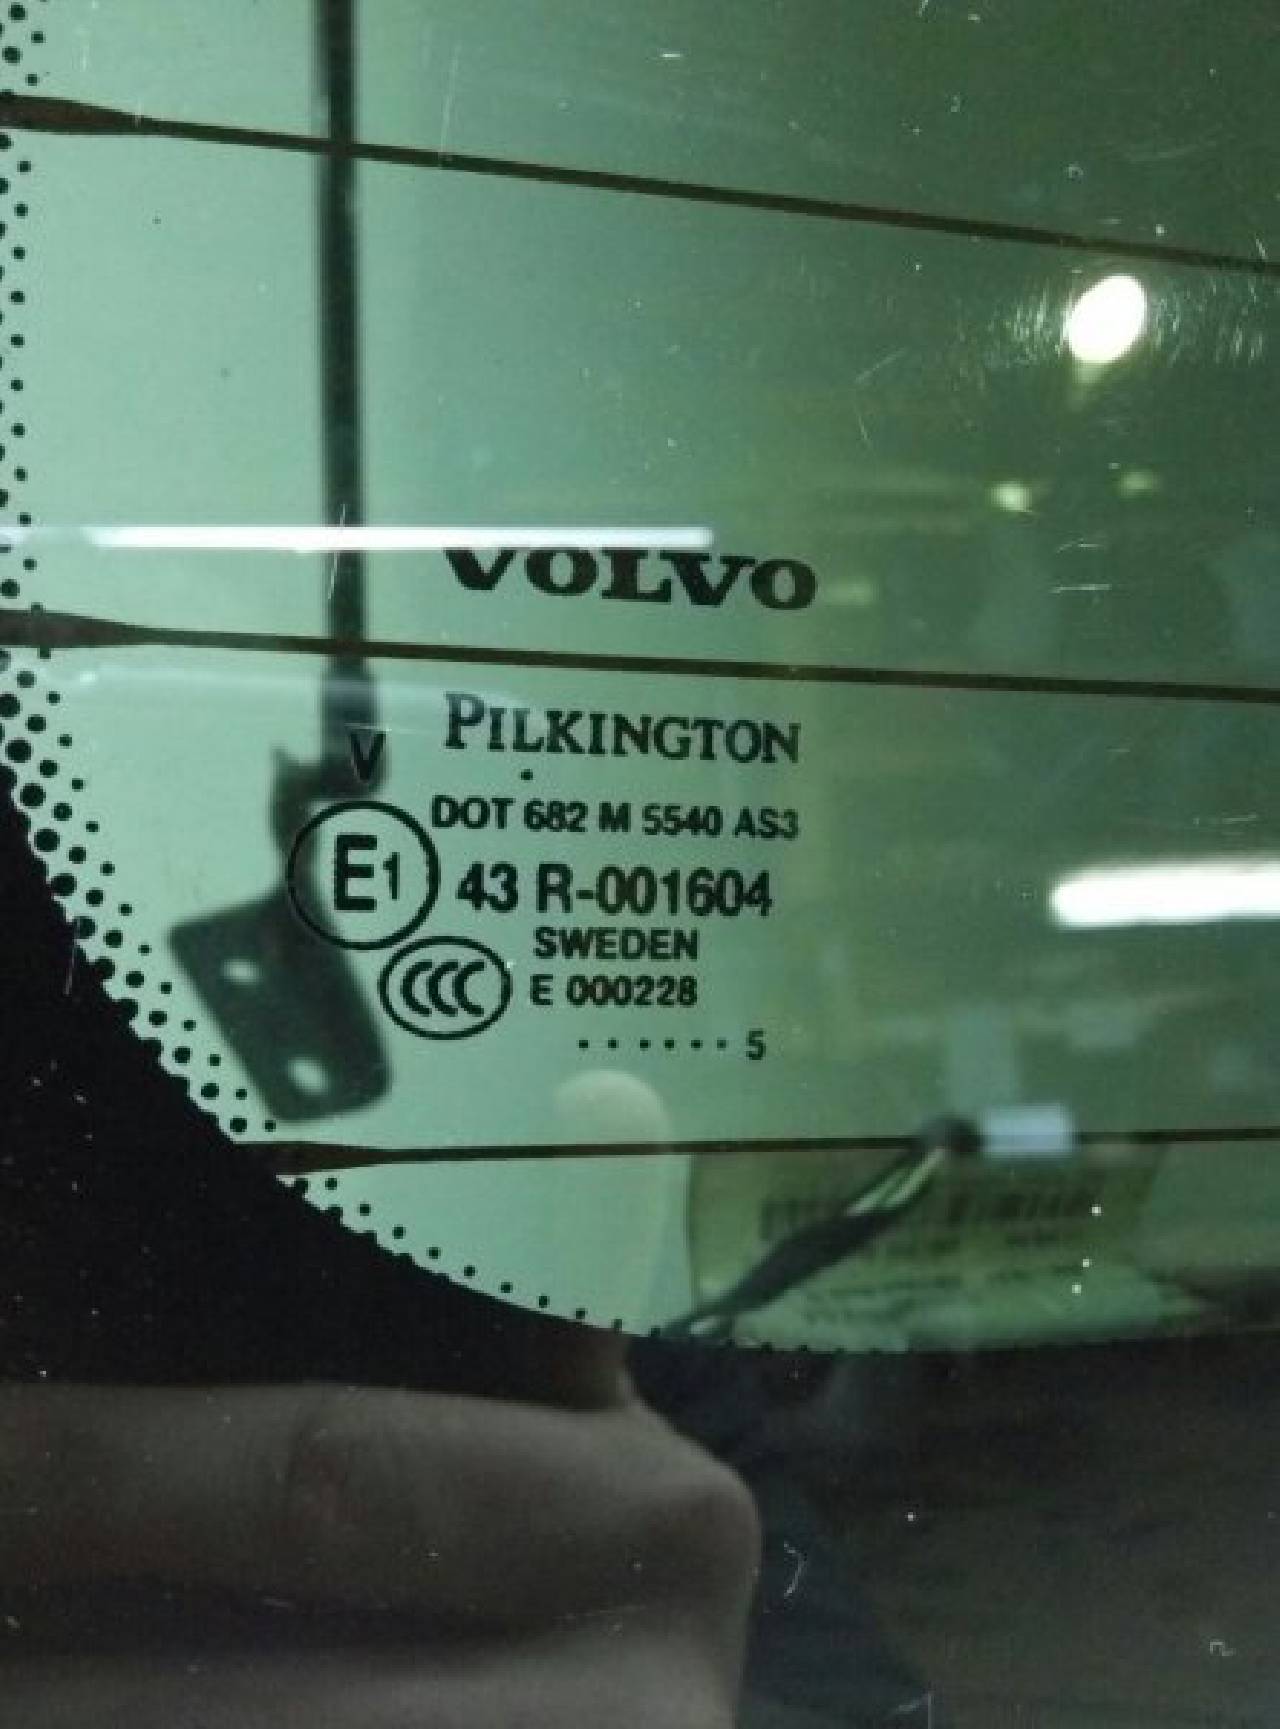 VOLVO
PILKINGTON
V
DOT 682 M 5540 AS3
E1
43 R-001604
SWEDEN
CCC
E 000228
......5